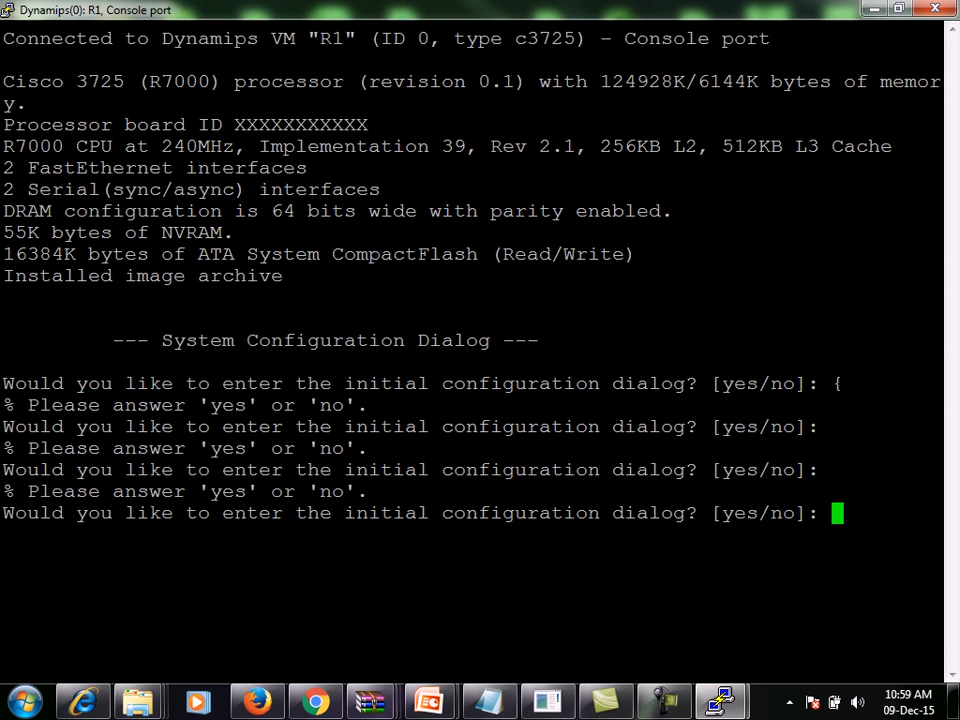 Dynamips(0): R1, Console port
Connected to Dynamips VM "R1" (ID 0, type c3725) - Console port
Cisco 3725 (R7000) processor (revision 0.1) with 124928K/6144K bytes of memor
y.
Processor board ID XXXXXXXXXXX
R7000 CPU at 240MHz, Implementation 39, Rev 2.1, 256KB L2, 512KB L3 Cache
2 FastEthernet interfaces
2 Serial(sync/async) interfaces
DRAM configuration is 64 bits wide with parity enabled.
55K bytes of NVRAM.
16384K bytes of ATA System CompactFlash (Read/Write)
Installed image archive
--- System Configuration Dialog ---
Would you like to enter the initial configuration dialog? [yes/no]: {
% Please answer 'yes' or 'no'.
Would you like to enter the initial configuration dialog? [yes/no]:
% Please answer 'yes' or 'no'.
Would you like to enter the initial configuration dialog? [yes/no]:
% Please answer 'yes' or 'no'.
Would you like to enter the initial configuration dialog? [yes/no]:
10:59 AM
09-Dec-15